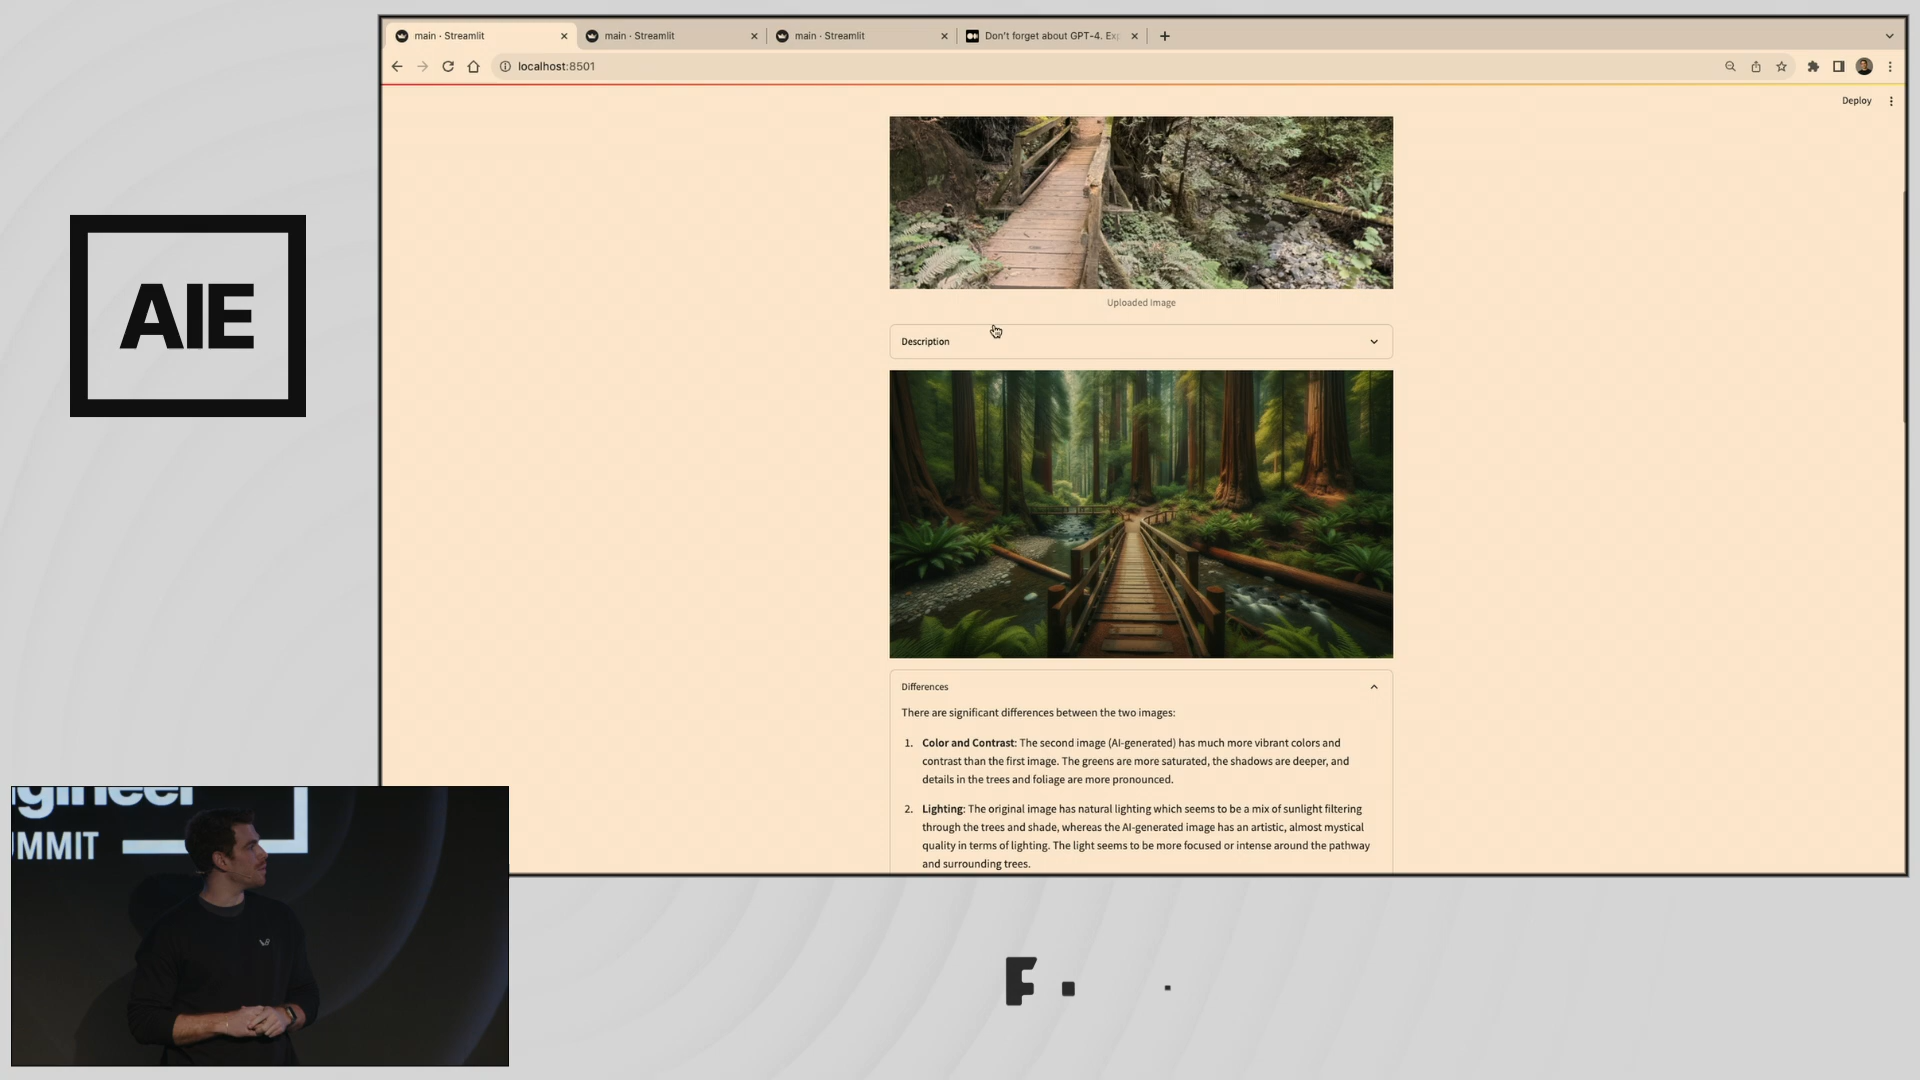 main · Streamlit
main · Streamlit
main · Streamlit
Don't forget about GPT-4. Ex
localhost:8501
Deploy
AIE
Uploaded Image
Description
Differences
There are significant differences between the two images:
1. Color and Contrast: The second image (AI-generated) has much more vibrant colors and
contrast than the first image. The greens are more saturated, the shadows are deeper, and
details in the trees and foliage are more pronounced.
2. Lighting: The original image has natural lighting which seems to be a mix of sunlight filtering
through the trees and shade, whereas the AI-generated image has an artistic, almost mystical
quality in terms of lighting. The light seems to be more focused or intense around the pathway
and surrounding trees.
gineer
UMMIT
F.